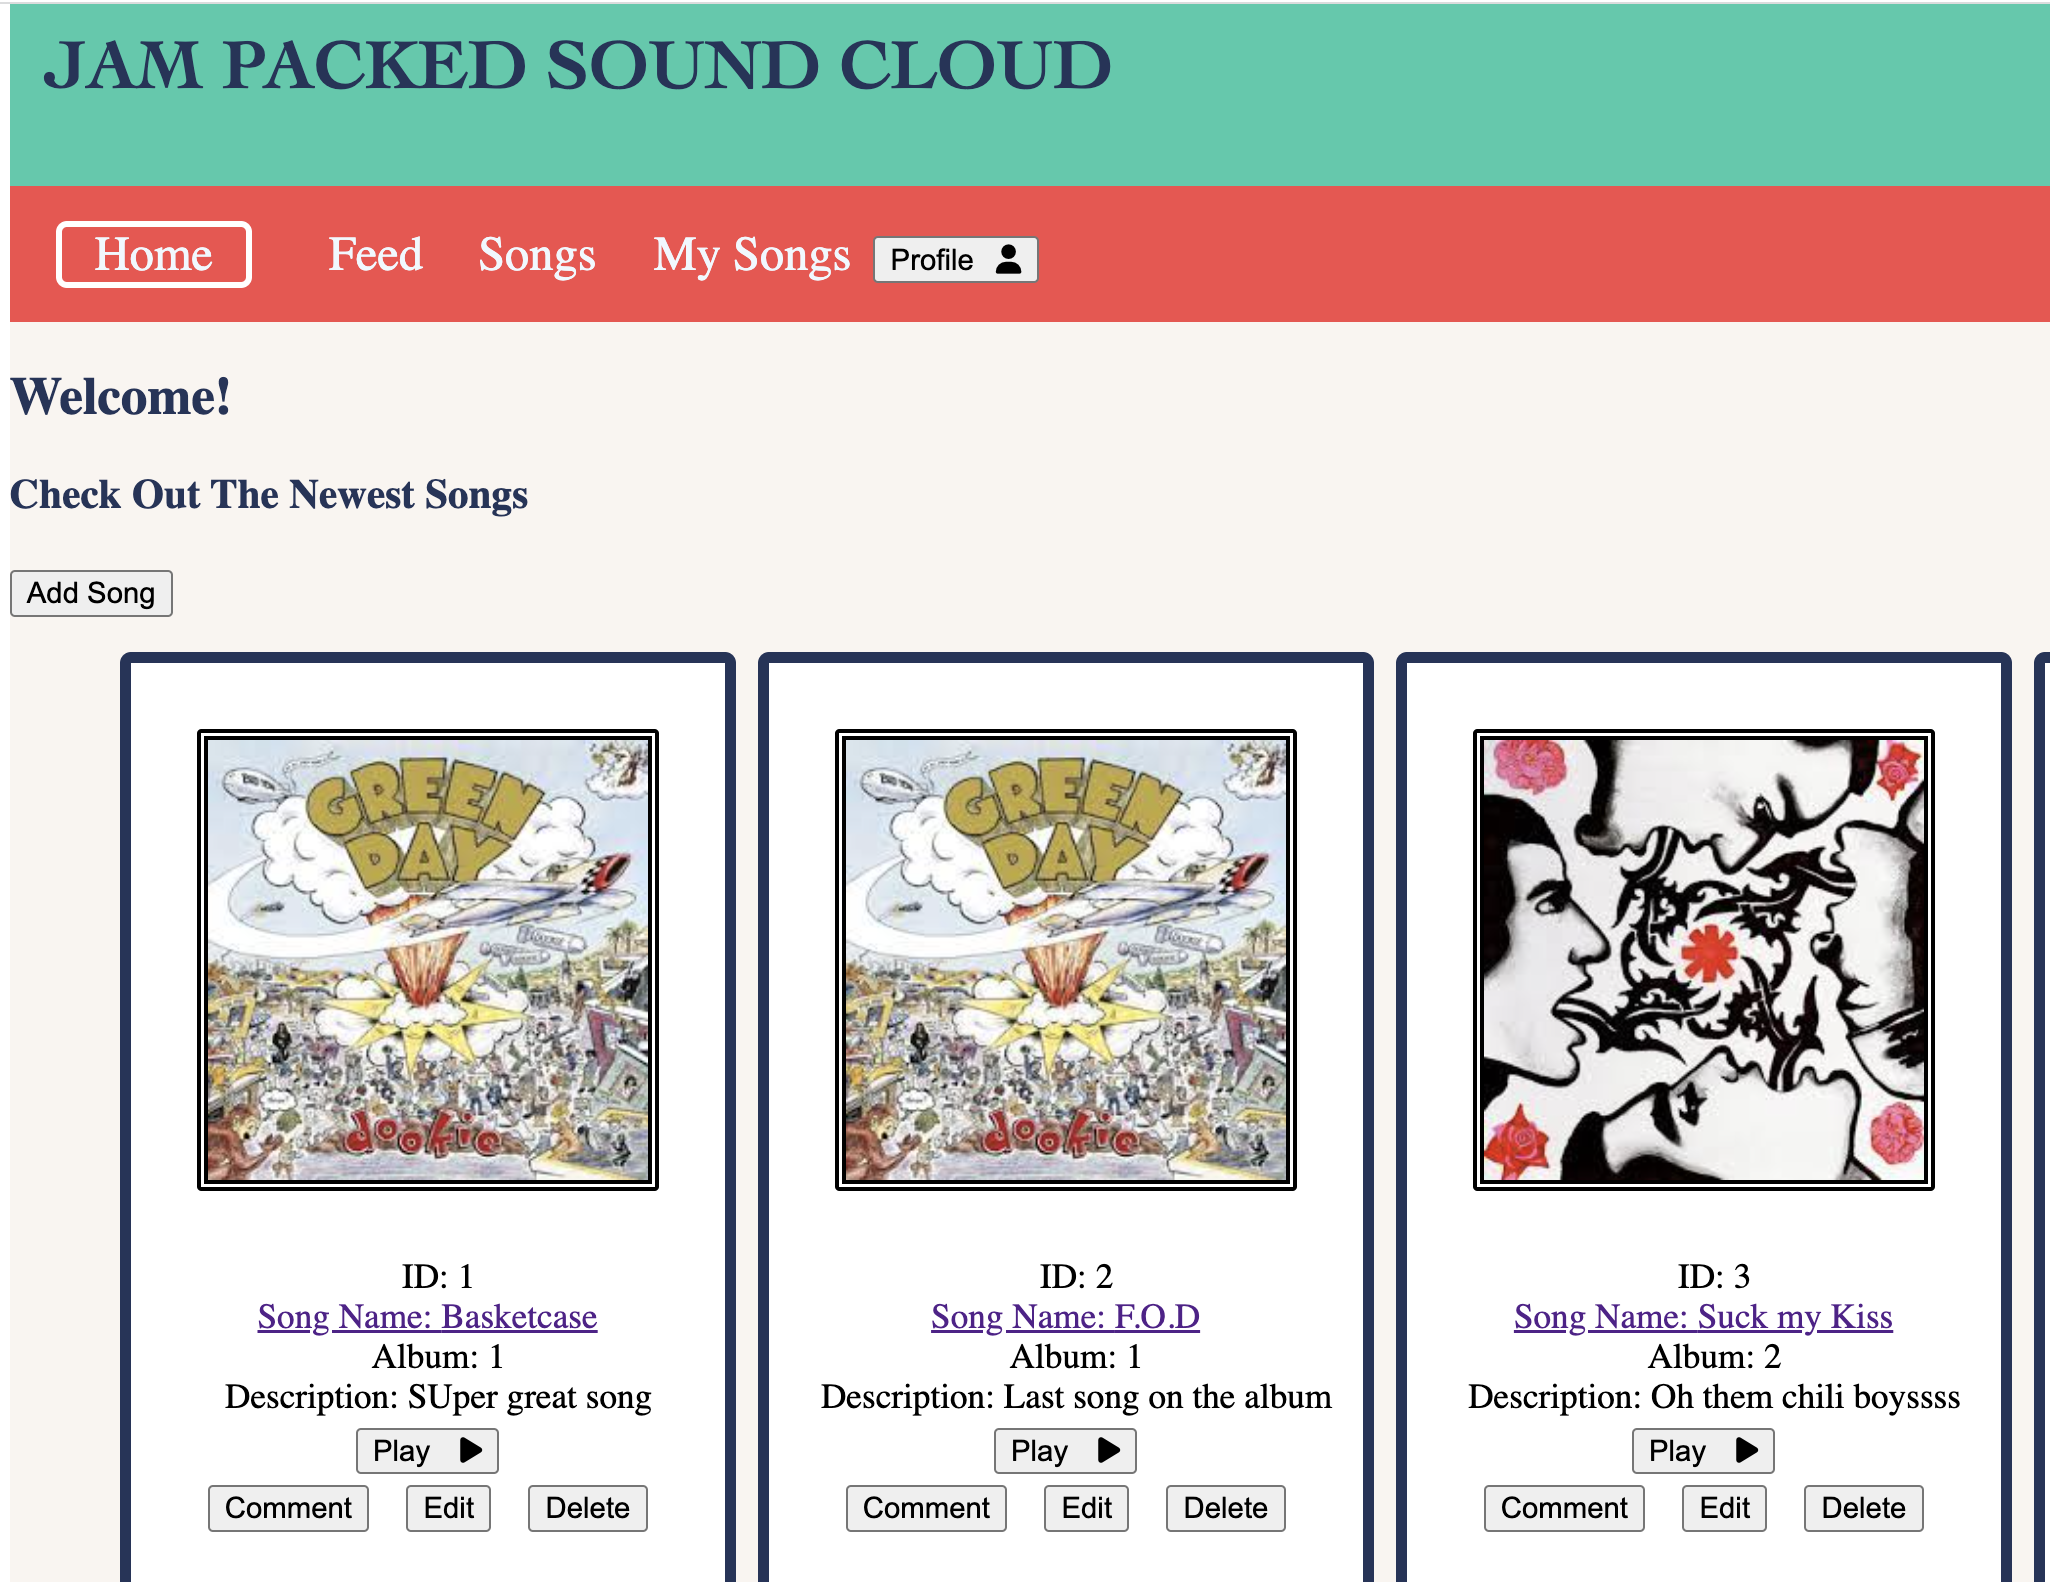 JAM PACKED SOUND CLOUD
Home Feed Songs My Songs Profile
Welcome!
Check Out The Newest Songs
Add Song
GREEN
DAY
dookie
GREEN
DAY
dookie
ID: 1
Song Name: Basketcase
Album: 1
Description: SUper great song
Play
Comment Edit Delete
ID: 2
Song Name: F.O.D
Album: 1
Description: Last song on the album
Play
Comment Edit Delete
ID: 3
Song Name: Suck my Kiss
Album: 2
Description: Oh them chili boyssss
Play
Comment Edit Delete